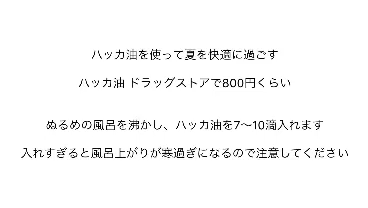 ハッカ油を使って夏を快適に過ごす
ハッカ油 ドラッグストアで800円くらい
ぬるめの風呂を沸かし、ハッカ油を7〜10滴入れます
入れすぎると風呂上がりが寒過ぎになるので注意してください